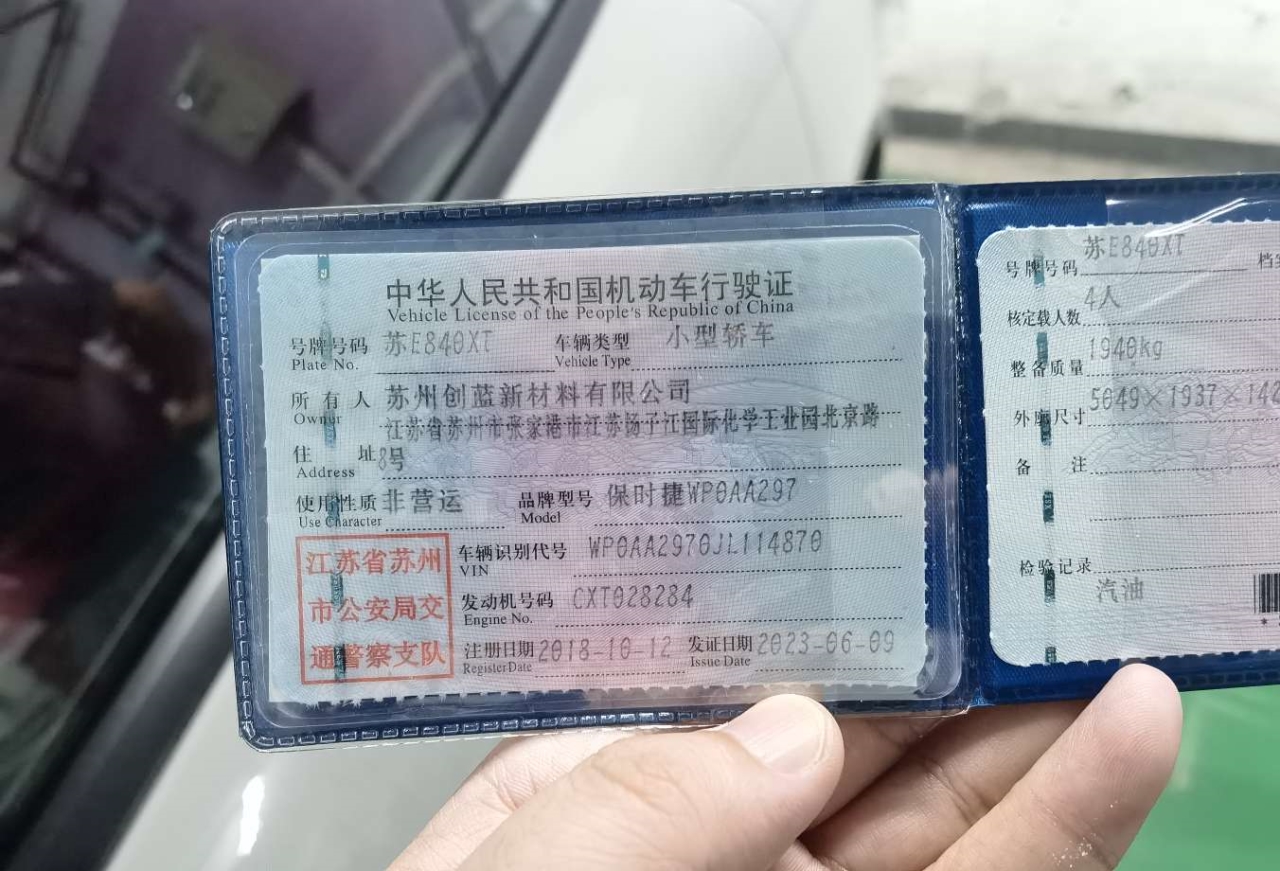 中华人民共和国机动车行驶证
Vehicle License of the People's Republic of China
号牌号码 苏E840XT 车辆类型 小型轿车
Plate No. Vehicle Type
所有人 苏州创蓝新材料有限公司
Owner
江苏省苏州市张家港市江苏扬子江国际化学工业园北京路
住址 8号
Address
使用性质 非营运 品牌型号 保时捷WP0AA297
Use Character Model
车辆识别代号 WP0AA2970JL114870
VIN
发动机号码 CXT028284
Engine No.
注册日期 2018-10-12 发证日期 2023-06-09
Register Date Issue Date
江苏省苏州
市公安局交
通警察支队
号牌号码 苏E840XT
核定载人数 4人
整备质量 1940kg
外廓尺寸 5049×1937×
备注
检验记录
汽油